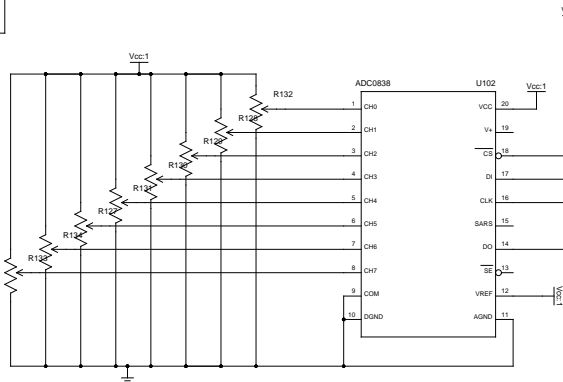 Vcc:1
ADC0838 U102
Vcc:1
R132
R128
R129
R130
R131
R127
R134
R133
1 CH0 VCC 20
2 CH1 V+ 19
3 CH2 CS 18
4 CH3 DI 17
5 CH4 CLK 16
6 CH5 SARS 15
7 CH6 DO 14
8 CH7 SE 13
9 COM VREF 12
10 DGND AGND 11
Vcc:1